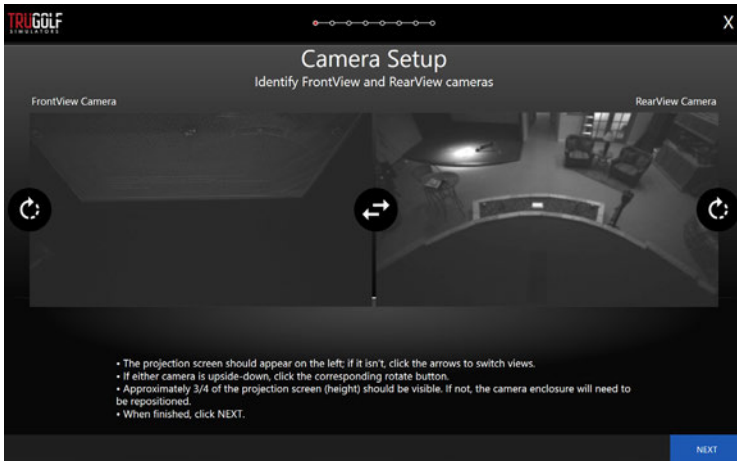 TRUGOLF
SIMULATORS
X
Camera Setup
Identify FrontView and RearView cameras
FrontView Camera
RearView Camera
• The projection screen should appear on the left; if it isn't, click the arrows to switch views.
• If either camera is upside-down, click the corresponding rotate button.
• Approximately 3/4 of the projection screen (height) should be visible. If not, the camera enclosure will need to
be repositioned.
• When finished, click NEXT.
NEXT